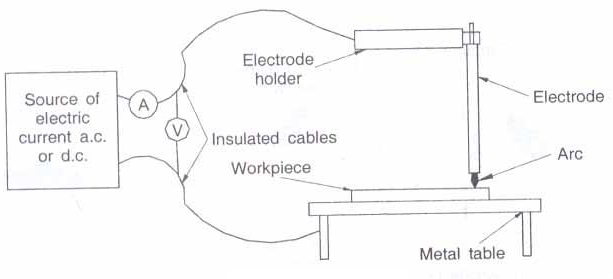 Electrode
holder
Source of
electric
current a.c.
or d.c.
A
V
Insulated cables
Workpiece
Electrode
Arc
Metal table